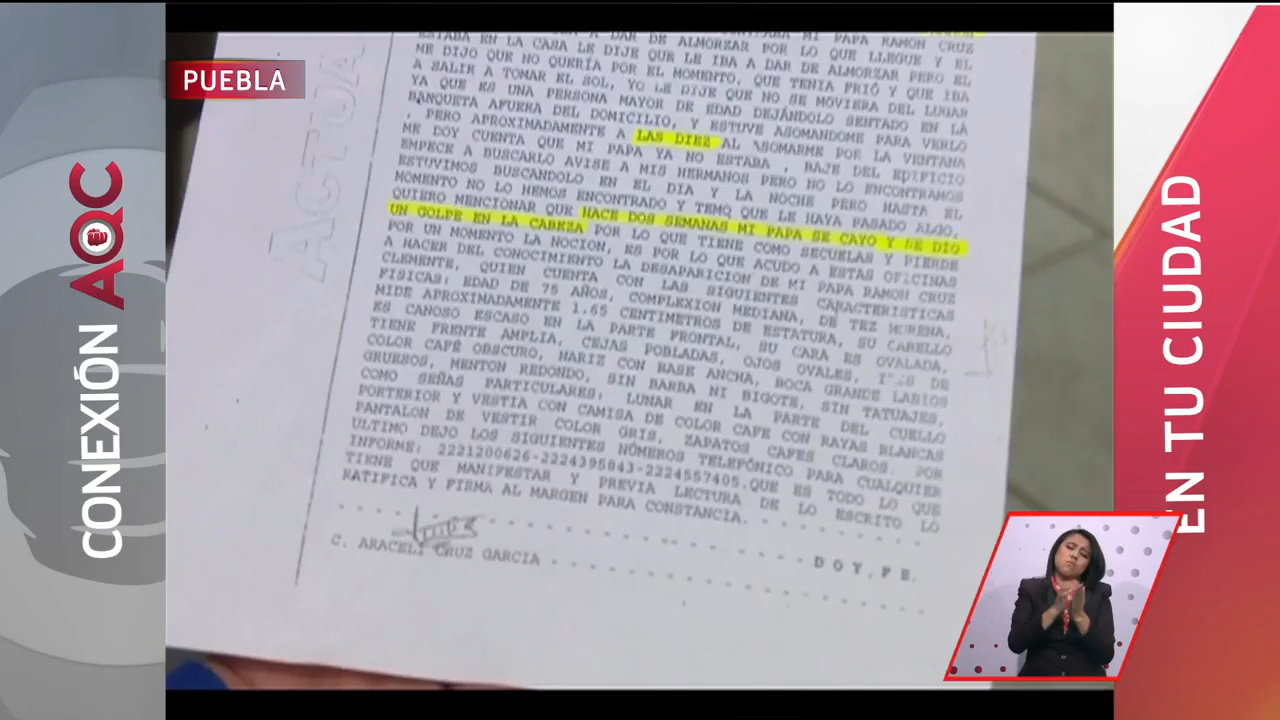 PUEBLA
CONEXIÓN AQC
EN TU CIUDAD
ACTUA
A DAR DE ALMORZAR MI PAPA RAMON CRUZ
ESTABA EN LA CASA LE DIJE QUE LE IBA A DAR DE ALMORZAR POR LO QUE LLEGUE Y EL
ME DIJO QUE NO QUERÍA POR EL MOMENTO, QUE TENIA FRIÓ Y QUE IBA
A SALIR A TOMAR EL SOL, YO LE DIJE QUE NO SE MOVIERA DEL LUGAR
YA QUE ES UNA PERSONA MAYOR DE EDAD DEJÁNDOLO SENTADO EN LA
BANQUETA AFUERA DEL DOMICILIO, Y ESTUVE ASOMANDOME PARA VERLO
, PERO APROXIMADAMENTE A LAS DIEZ AL ASOMARME POR LA VENTANA
ME DOY CUENTA QUE MI PAPA YA NO ESTABA , BAJE DEL EDIFICIO
EMPECE A BUSCARLO AVISE A MIS HERMANOS PERO NO LO ENCONTRAMOS
ESTUVIMOS BUSCANDOLO EN EL DIA Y LA NOCHE PERO HASTA EL
MOMENTO NO LO HEMOS ENCONTRADO Y TEMO QUE LE HAYA PASADO ALGO,
QUIERO MENCIONAR QUE HACE DOS SEMANAS MI PAPA SE CAYO Y SE DIO
UN GOLPE EN LA CABEZA POR LO QUE TIENE COMO SECUELAS Y PIERDE
POR UN MOMENTO LA NOCION, ES POR LO QUE ACUDO A ESTAS OFICINAS
A HACER DEL CONOCIMIENTO LA DESAPARICION DE MI PAPA RAMON CRUZ
CLEMENTE, QUIEN CUENTA CON LAS SIGUIENTES CARACTERISTICAS
FISICAS: EDAD DE 75 AÑOS, COMPLEXION MEDIANA, DE TEZ MORENA,
MIDE APROXIMADAMENTE 1.65 CENTIMETROS DE ESTATURA, SU CABELLO
ES CANOSO ESCASO EN LA PARTE FRONTAL, SU CARA ES OVALADA,
TIENE FRENTE AMPLIA, CEJAS POBLADAS, OJOS OVALES, DE
COLOR CAFÉ OBSCURO, NARIZ CON BASE ANCHA, BOCA GRANDE LABIOS
GRUESOS, MENTON REDONDO, SIN BARBA NI BIGOTE, SIN TATUAJES,
COMO SEÑAS PARTICULARES; LUNAR EN LA PARTE DEL CUELLO
PORTERIOR Y VESTIA CON CAMISA DE COLOR CAFE CON RAYAS BLANCAS
PANTALON DE VESTIR COLOR GRIS, ZAPATOS CAFES CLAROS. POR
ULTIMO DEJO LOS SIGUIENTES NÚMEROS TELEFÓNICO PARA CUALQUIER
INFORME: 2221200626-2224395843-2224557405.QUE ES TODO LO QUE
TIENE QUE MANIFESTAR Y PREVIA LECTURA DE LO ESCRITO LO
RATIFICA Y FIRMA AL MARGEN PARA CONSTANCIA. - - - - - - - - -
- - - - - - - - - - - - - - - - - - - - - DOY.FE.
C. ARACELI CRUZ GARCIA - - - - - - - - - - - - - - - - - - - -